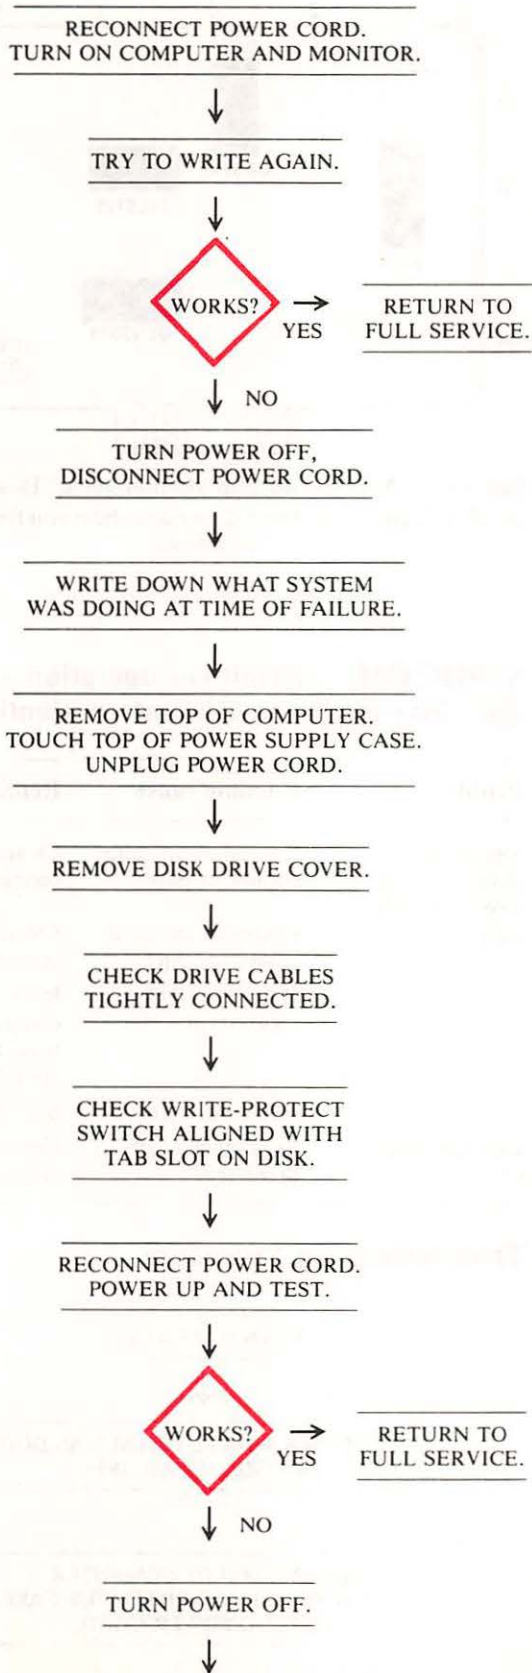 RECONNECT POWER CORD.
TURN ON COMPUTER AND MONITOR.
TRY TO WRITE AGAIN.
WORKS?
YES
RETURN TO
FULL SERVICE.
NO
TURN POWER OFF,
DISCONNECT POWER CORD.
WRITE DOWN WHAT SYSTEM
WAS DOING AT TIME OF FAILURE.
REMOVE TOP OF COMPUTER.
TOUCH TOP OF POWER SUPPLY CASE.
UNPLUG POWER CORD.
REMOVE DISK DRIVE COVER.
CHECK DRIVE CABLES
TIGHTLY CONNECTED.
CHECK WRITE-PROTECT
SWITCH ALIGNED WITH
TAB SLOT ON DISK.
RECONNECT POWER CORD.
POWER UP AND TEST.
WORKS?
YES
RETURN TO
FULL SERVICE.
NO
TURN POWER OFF.